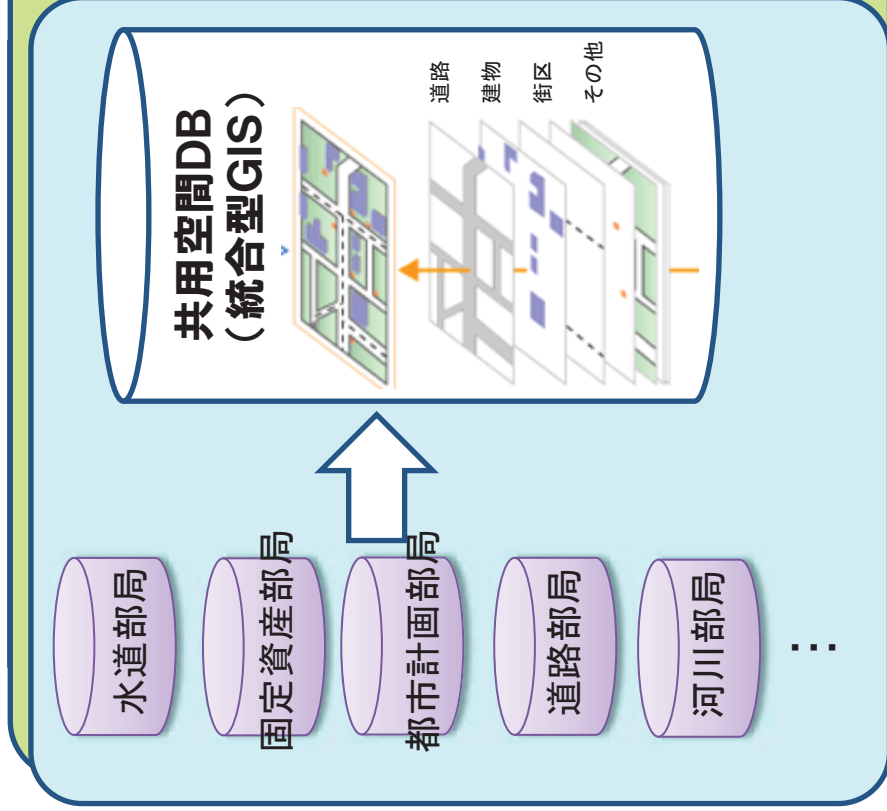 共用空間DB
（統合型GIS）
道路
建物
街区
その他
水道部局
固定資産部局
都市計画部局
道路部局
河川部局
…